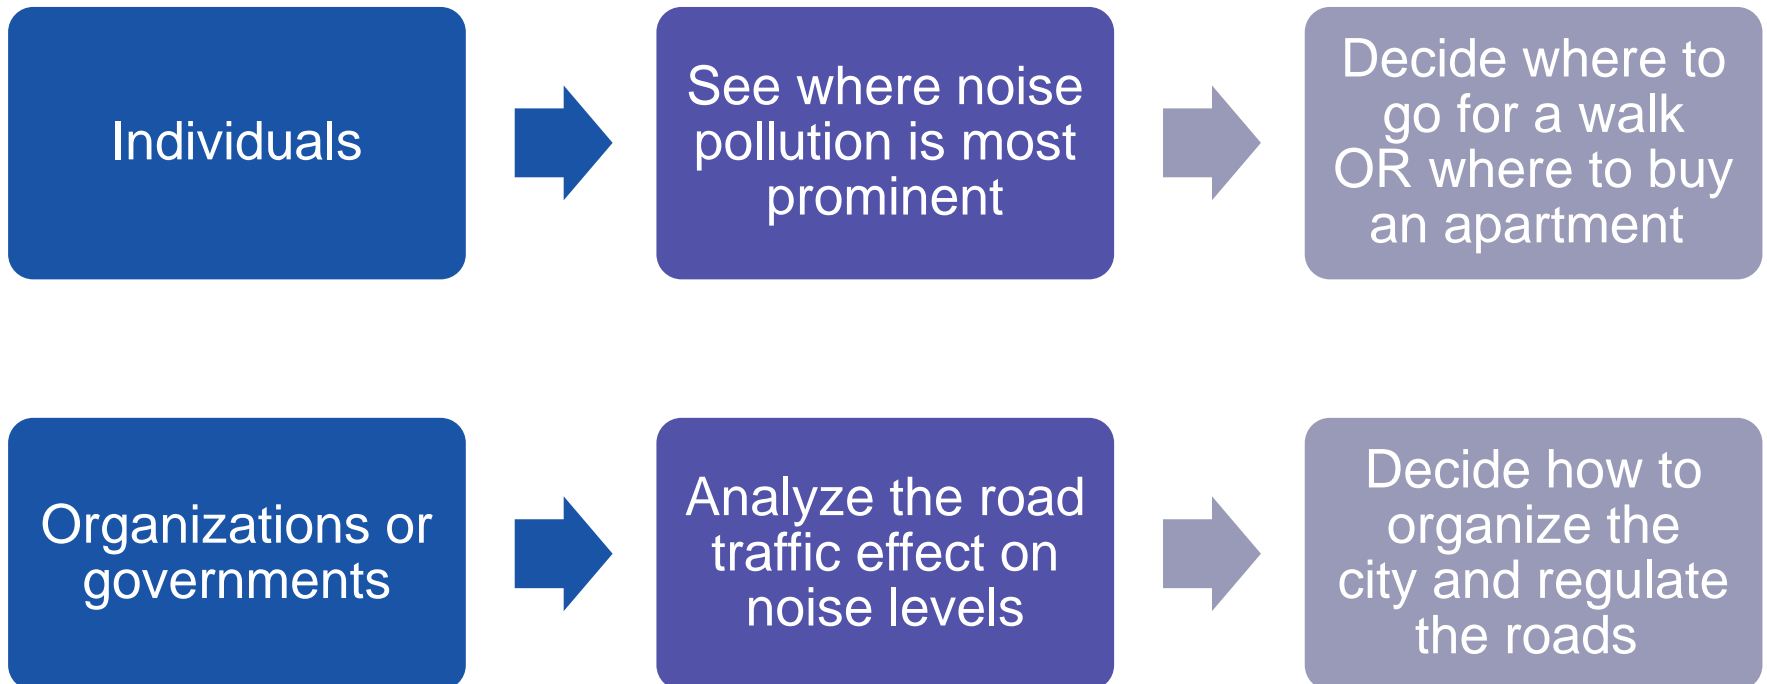 Individuals
See where noise
pollution is most
prominent
Decide where to
go for a walk
OR where to buy
an apartment
Organizations or
governments
Analyze the road
traffic effect on
noise levels
Decide how to
organize the
city and regulate
the roads